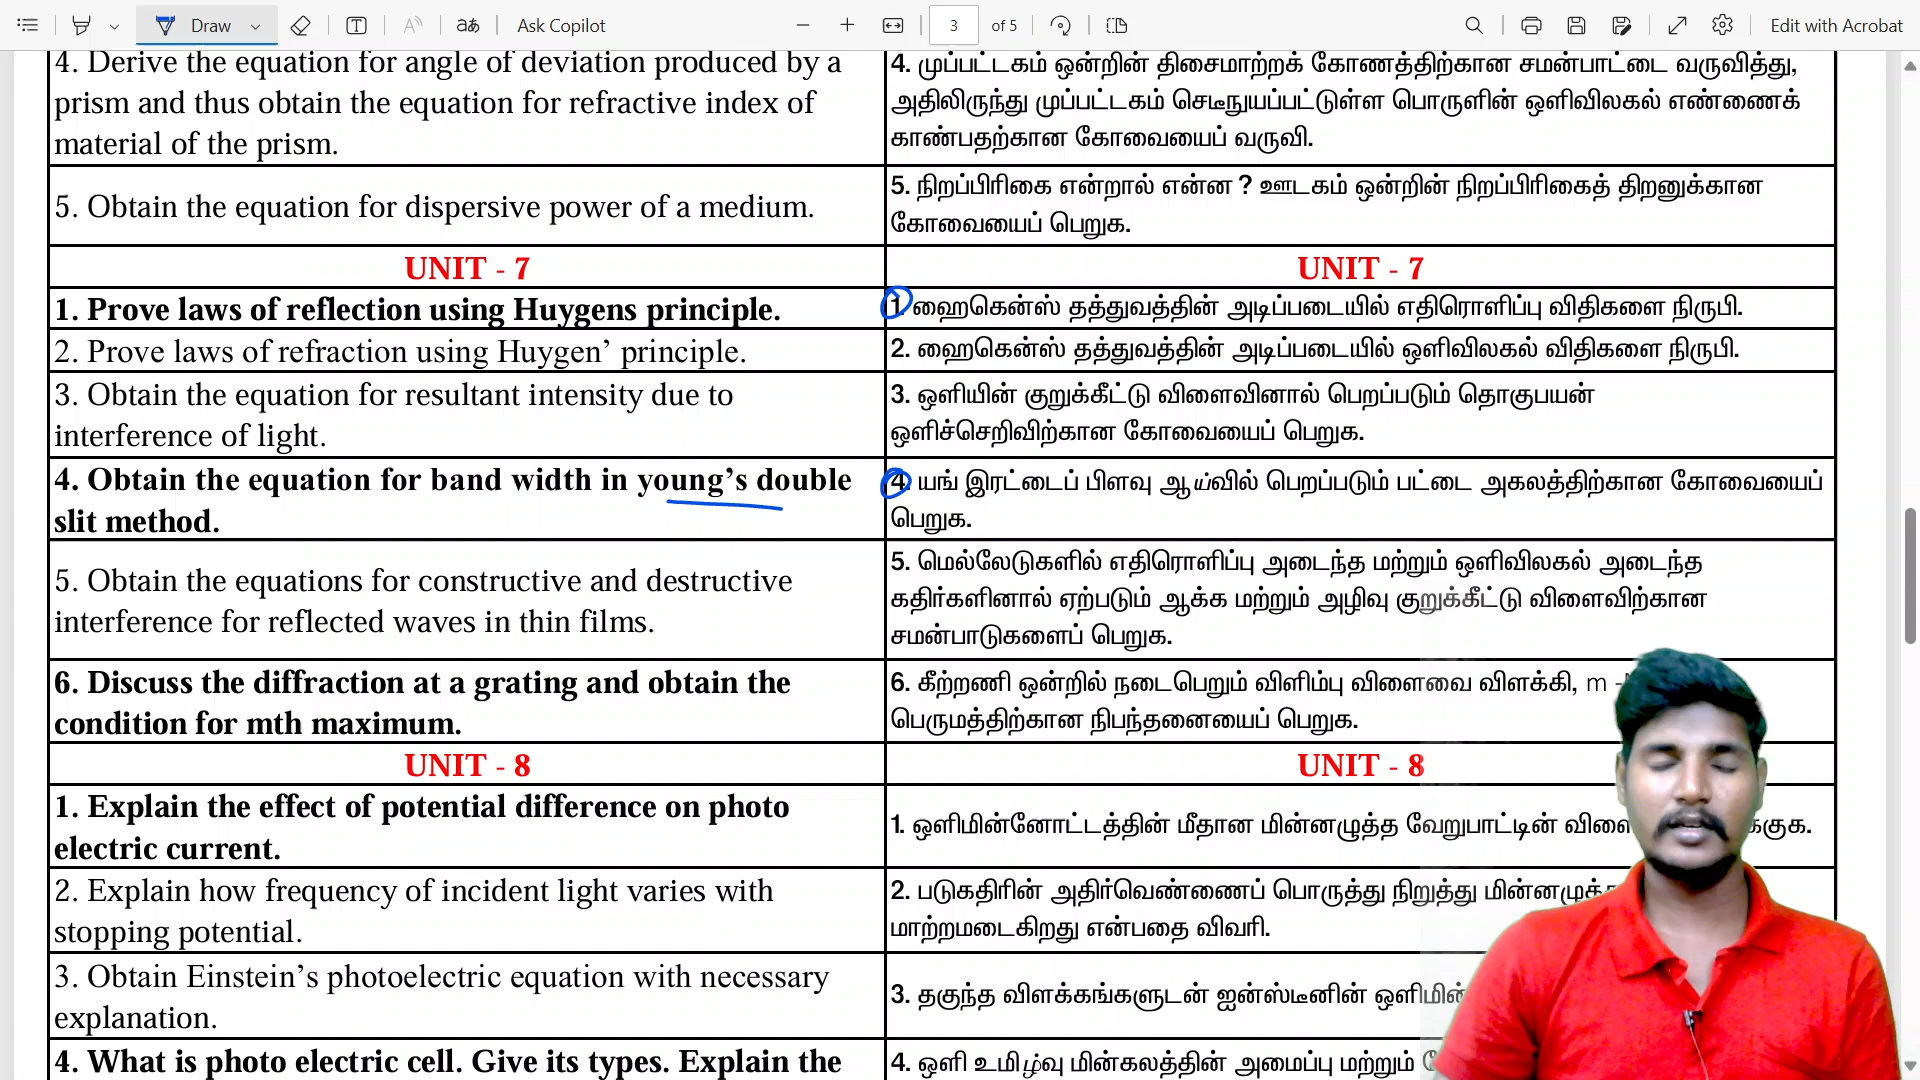 Draw
Ask Copilot
3 of 5
Edit with Acrobat
4. Derive the equation for angle of deviation produced by a
prism and thus obtain the equation for refractive index of
material of the prism.
4. முப்பட்டகம் ஒன்றின் திசைமாற்றக் கோணத்திற்கான சமன்பாட்டை வருவித்து,
அதிலிருந்து முப்பட்டகம் செய்யப்பட்டுள்ள பொருளின் ஒளிவிலகல் எண்ணைக்
காண்பதற்கான கோவையைப் வருவி.
5. Obtain the equation for dispersive power of a medium.
5. நிறப்பிரிகை என்றால் என்ன ? ஊடகம் ஒன்றின் நிறப்பிரிகைத் திறனுக்கான
கோவையைப் பெறுக.
UNIT - 7
UNIT - 7
1. Prove laws of reflection using Huygens principle.
1. ஹைகென்ஸ் தத்துவத்தின் அடிப்படையில் எதிரொளிப்பு விதிகளை நிருபி.
2. Prove laws of refraction using Huygen’ principle.
2. ஹைகென்ஸ் தத்துவத்தின் அடிப்படையில் ஒளிவிலகல் விதிகளை நிருபி.
3. Obtain the equation for resultant intensity due to
interference of light.
3. ஒளியின் குறுக்கீட்டு விளைவினால் பெறப்படும் தொகுபயன்
ஒளிச்செறிவிற்கான கோவையைப் பெறுக.
4. Obtain the equation for band width in young’s double
slit method.
4. யங் இரட்டைப் பிளவு ஆய்வில் பெறப்படும் பட்டை அகலத்திற்கான கோவையைப்
பெறுக.
5. Obtain the equations for constructive and destructive
interference for reflected waves in thin films.
5. மெல்லேடுகளில் எதிரொளிப்பு அடைந்த மற்றும் ஒளிவிலகல் அடைந்த
கதிர்களினால் ஏற்படும் ஆக்க மற்றும் அழிவு குறுக்கீட்டு விளைவிற்கான
சமன்பாடுகளைப் பெறுக.
6. Discuss the diffraction at a grating and obtain the
condition for mth maximum.
6. கீற்றணி ஒன்றில் நடைபெறும் விளிம்பு விளைவை விளக்கி, m -
பெருமத்திற்கான நிபந்தனையைப் பெறுக.
UNIT - 8
UNIT - 8
1. Explain the effect of potential difference on photo
electric current.
1. ஒளிமின்னோட்டத்தின் மீதான மின்னழுத்த வேறுபாட்டின்
2. Explain how frequency of incident light varies with
stopping potential.
2. படுகதிரின் அதிர்வெண்ணைப் பொருத்து நிறுத்து
மாற்றமடைகிறது என்பதை விவரி.
3. Obtain Einstein’s photoelectric equation with necessary
explanation.
3. தகுந்த விளக்கங்களுடன் ஐன்ஸ்டீனின்
4. What is photo electric cell. Give its types. Explain the
4. ஒளி உமிழ்வு மின்கலத்தின் அமைப்பு மற்றும்